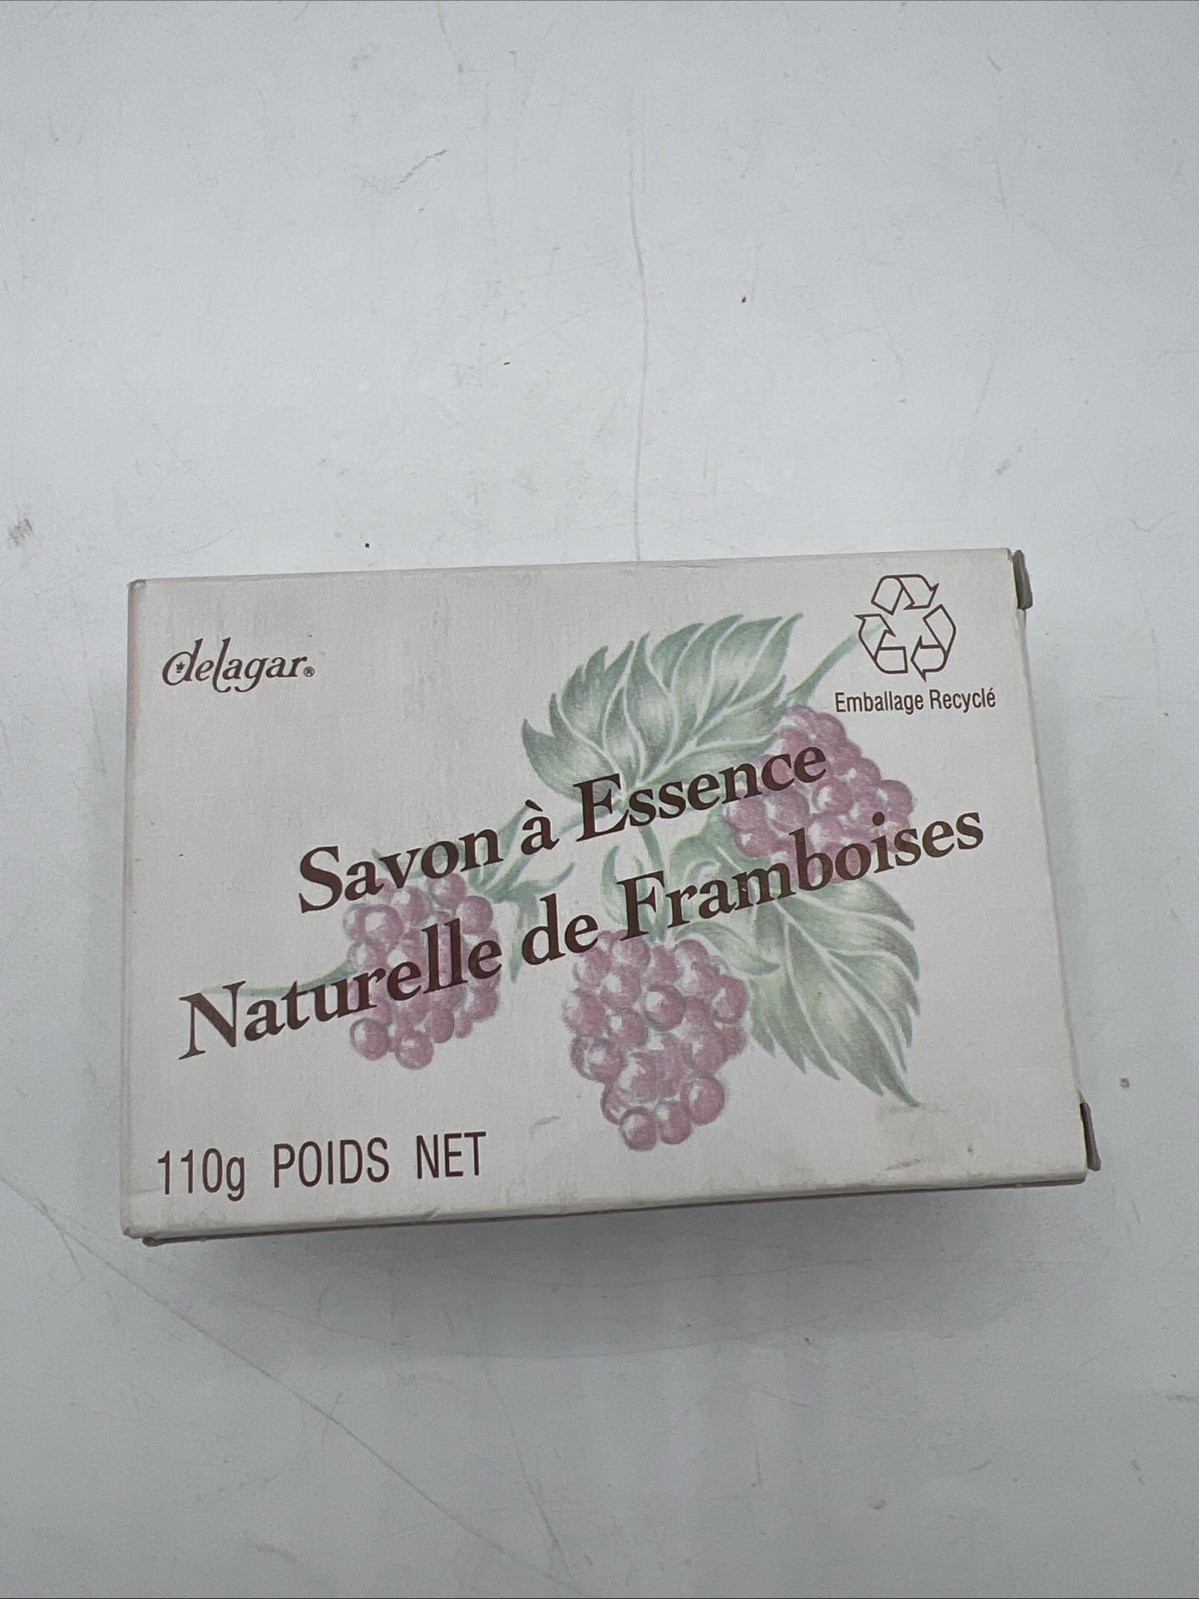 delagar®
Emballage Recyclé
Savon à Essence
Naturelle de Framboises
110g POIDS NET